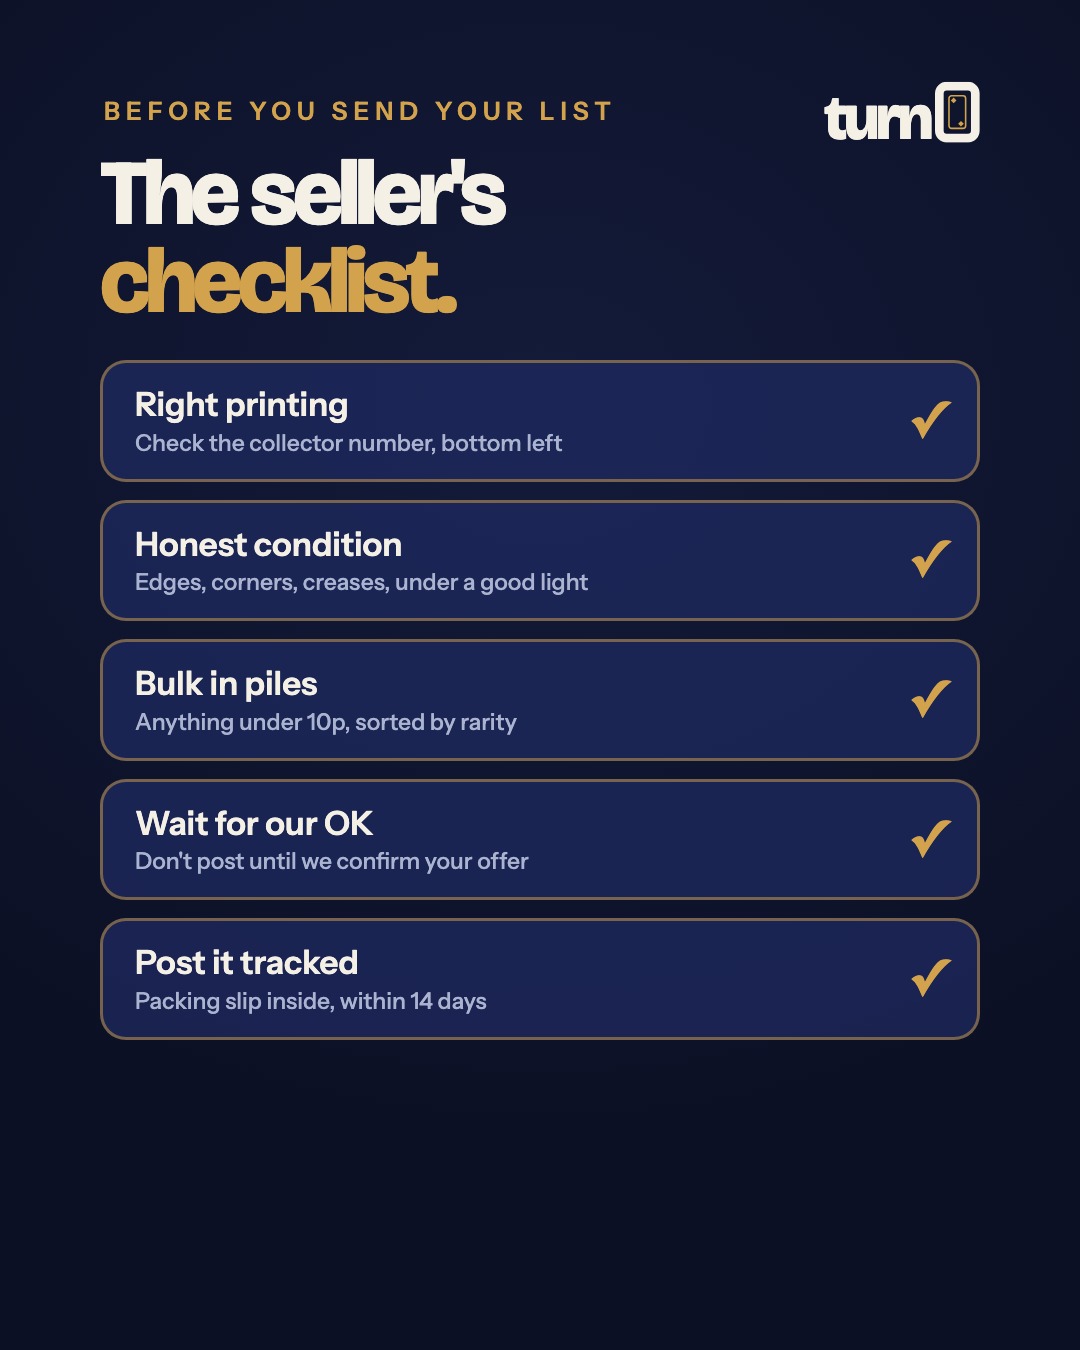 BEFORE YOU SEND YOUR LIST
turn0
The seller's
checklist.
Right printing
Check the collector number, bottom left
Honest condition
Edges, corners, creases, under a good light
Bulk in piles
Anything under 10p, sorted by rarity
Wait for our OK
Don't post until we confirm your offer
Post it tracked
Packing slip inside, within 14 days